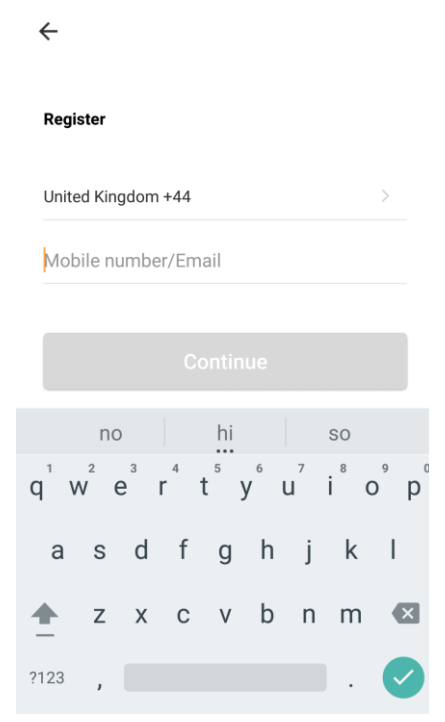 Register
United Kingdom +44
Mobile number/Email
Continue
no hi so
1 2 3 4 5 6 7 8 9 0
q w e r t y u i o p
a s d f g h j k l
z x c v b n m
?123 , .